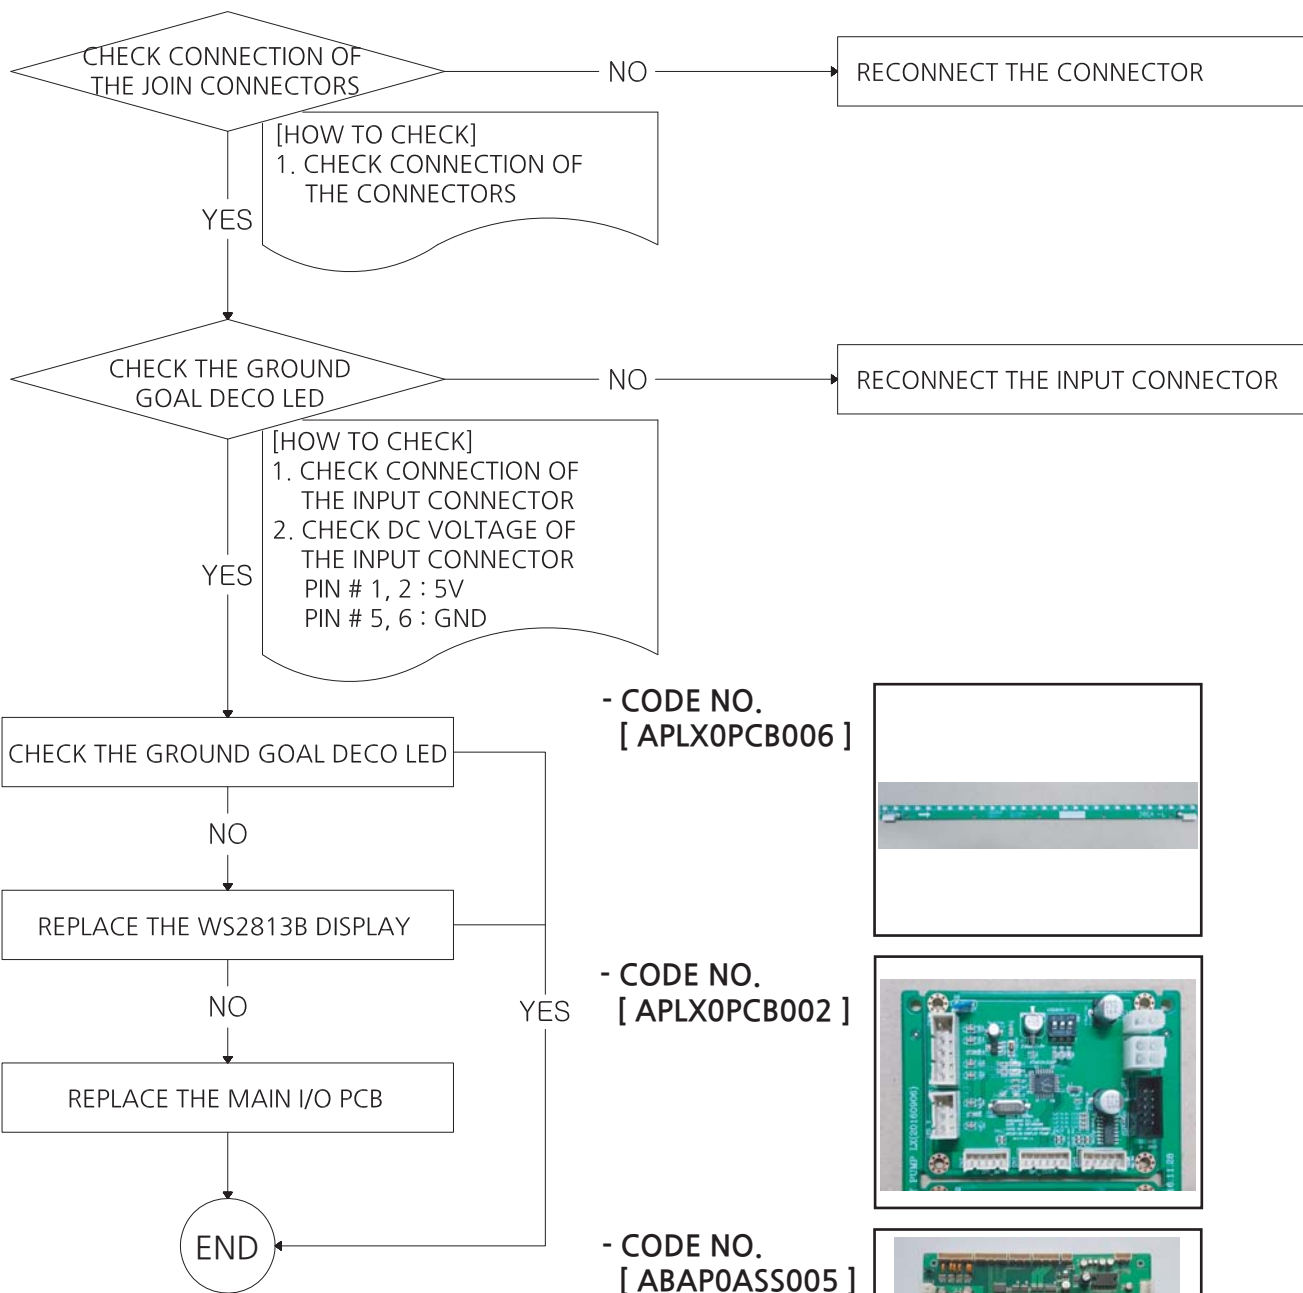 CHECK CONNECTION OF
THE JOIN CONNECTORS
NO
RECONNECT THE CONNECTOR
[HOW TO CHECK]
1. CHECK CONNECTION OF
THE CONNECTORS
YES
CHECK THE GROUND
GOAL DECO LED
NO
RECONNECT THE INPUT CONNECTOR
[HOW TO CHECK]
1. CHECK CONNECTION OF
THE INPUT CONNECTOR
2. CHECK DC VOLTAGE OF
THE INPUT CONNECTOR
PIN # 1, 2 : 5V
PIN # 5, 6 : GND
YES
- CODE NO.
[ APLX0PCB006 ]
CHECK THE GROUND GOAL DECO LED
NO
REPLACE THE WS2813B DISPLAY
- CODE NO.
[ APLX0PCB002 ]
NO
YES
REPLACE THE MAIN I/O PCB
PUMP LX(20160906)
END
- CODE NO.
[ ABAP0ASS005 ]